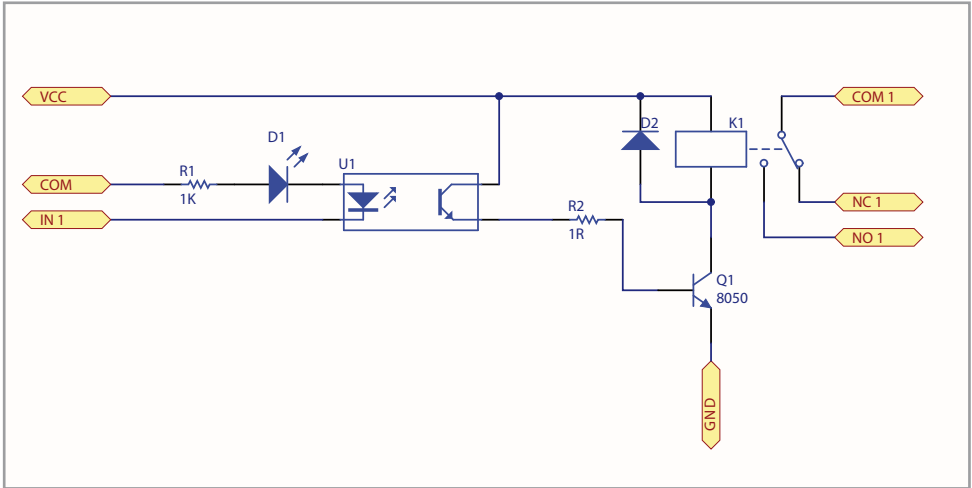 VCC
COM 1
D2
K1
D1
U1
R1
1K
COM
IN 1
R2
1R
NC 1
NO 1
Q1
8050
GND